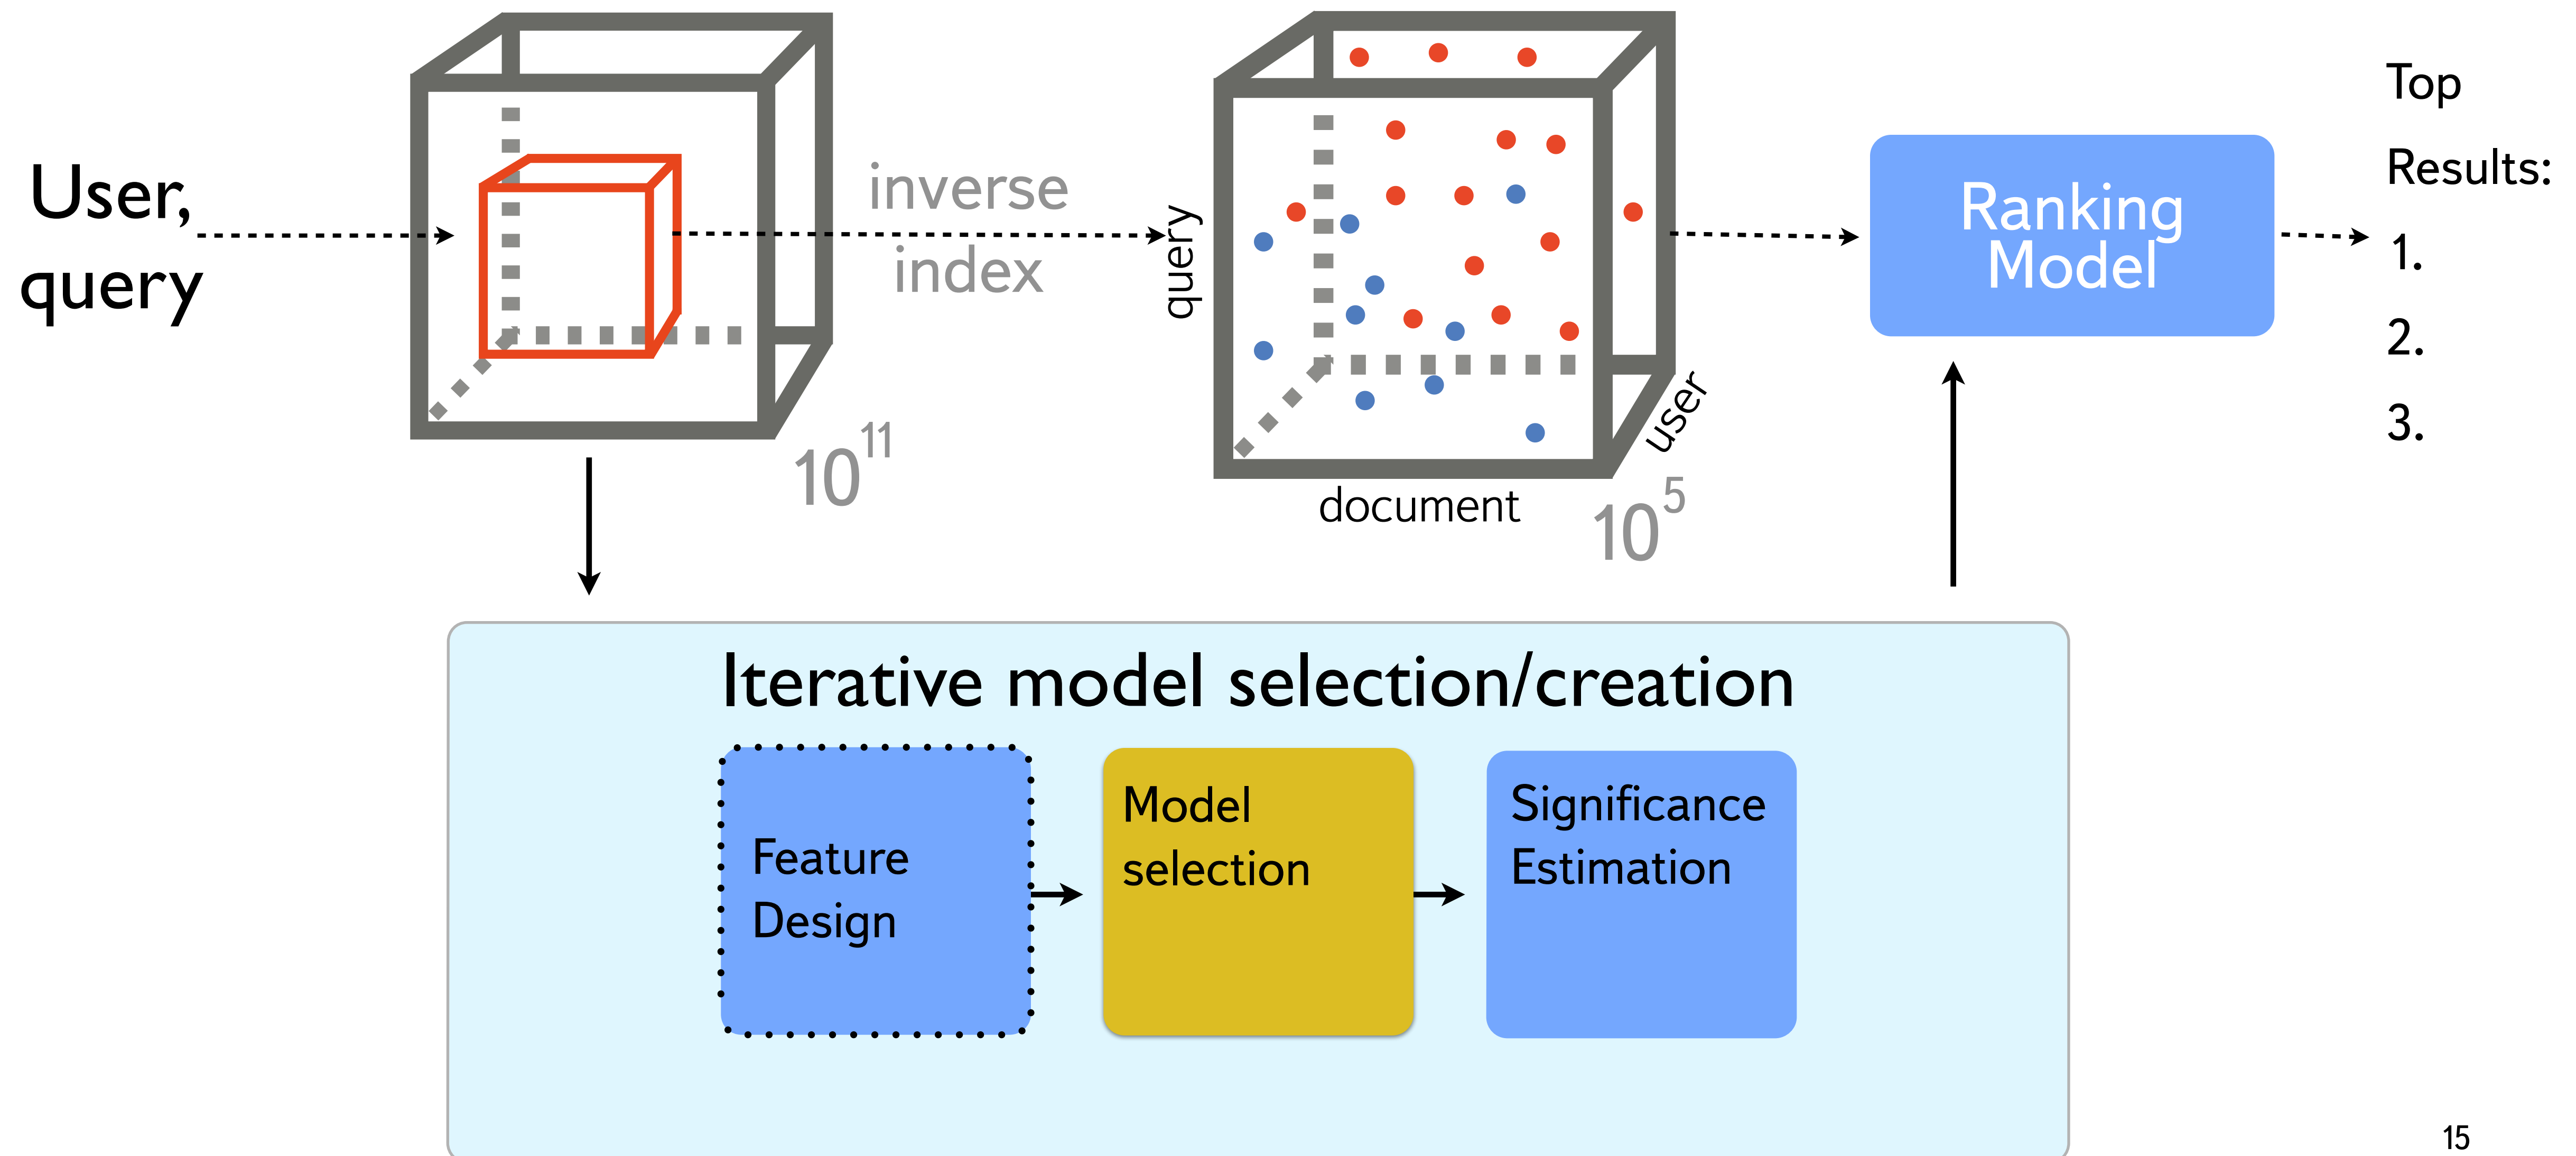 User,
query
10^11
inverse
index
query
document
user
10^5
Ranking
Model
Top
Results:
1.
2.
3.
Iterative model selection/creation
Feature
Design
Model
selection
Significance
Estimation
15